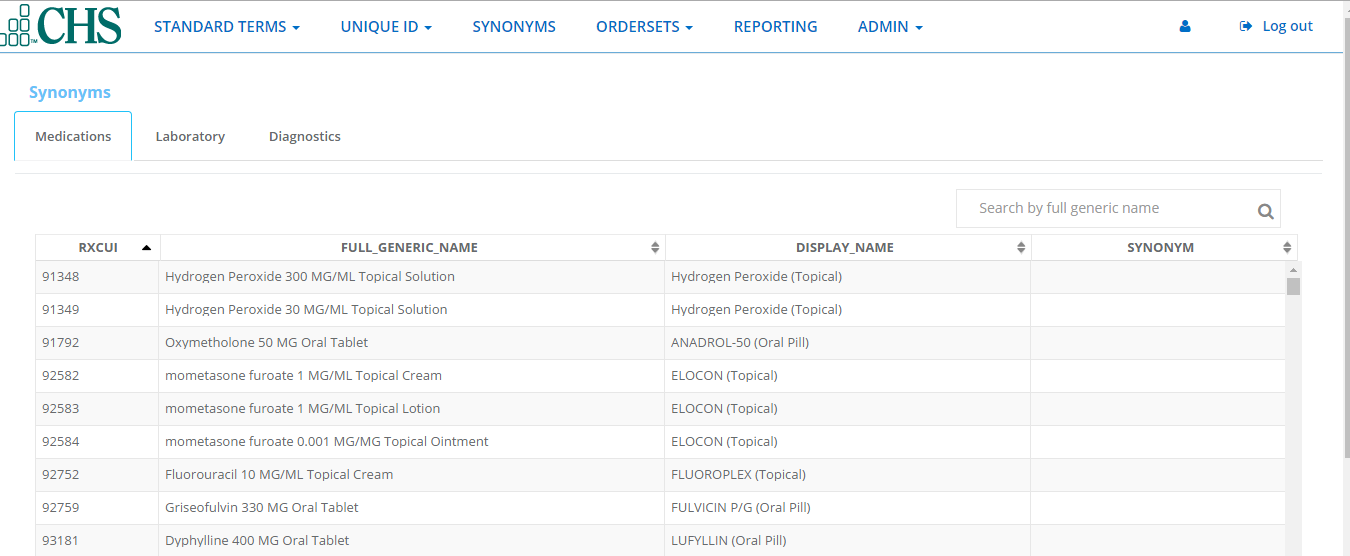 CHS STANDARD TERMS UNIQUE ID SYNONYMS ORDERSETS REPORTING ADMIN Log out
TM
Synonyms
Medications Laboratory Diagnostics
Search by full generic name
RXCUI FULL_GENERIC_NAME DISPLAY_NAME SYNONYM
91348 Hydrogen Peroxide 300 MG/ML Topical Solution Hydrogen Peroxide (Topical)
91349 Hydrogen Peroxide 30 MG/ML Topical Solution Hydrogen Peroxide (Topical)
91792 Oxymetholone 50 MG Oral Tablet ANADROL-50 (Oral Pill)
92582 mometasone furoate 1 MG/ML Topical Cream ELOCON (Topical)
92583 mometasone furoate 1 MG/ML Topical Lotion ELOCON (Topical)
92584 mometasone furoate 0.001 MG/MG Topical Ointment ELOCON (Topical)
92752 Fluorouracil 10 MG/ML Topical Cream FLUOROPLEX (Topical)
92759 Griseofulvin 330 MG Oral Tablet FULVICIN P/G (Oral Pill)
93181 Dyphylline 400 MG Oral Tablet LUFYLLIN (Oral Pill)